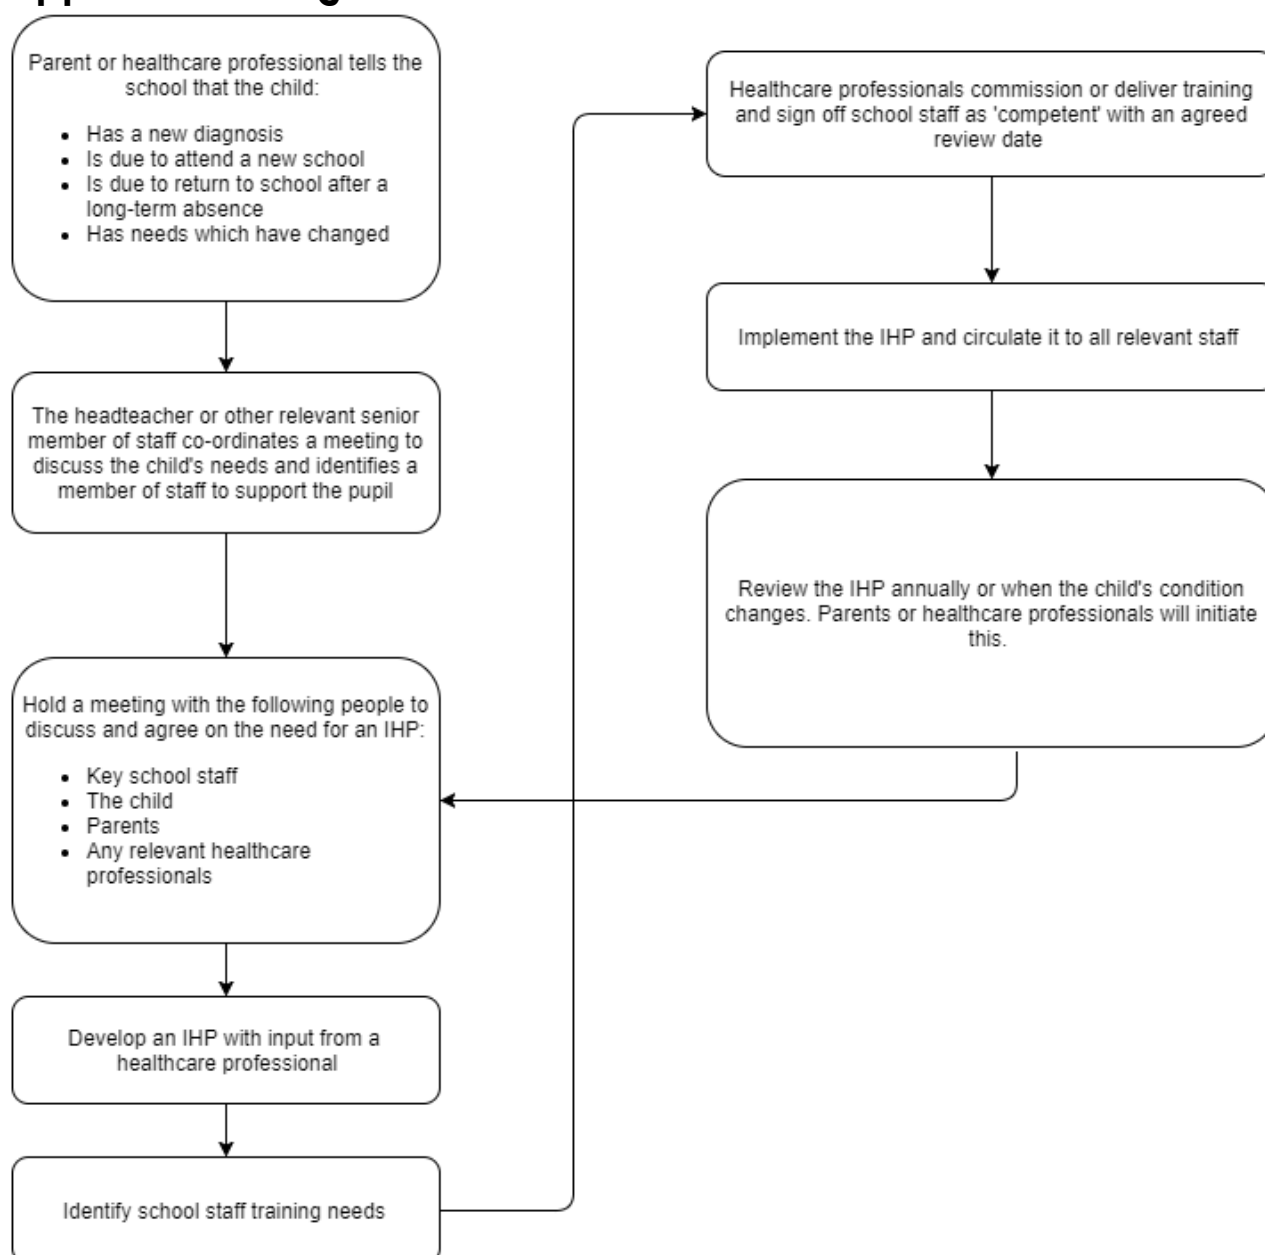 Parent or healthcare professional tells the
school that the child:
• Has a new diagnosis
• Is due to attend a new school
• Is due to return to school after a
long-term absence
• Has needs which have changed
The headteacher or other relevant senior
member of staff co-ordinates a meeting to
discuss the child's needs and identifies a
member of staff to support the pupil
Hold a meeting with the following people to
discuss and agree on the need for an IHP:
• Key school staff
• The child
• Parents
• Any relevant healthcare
professionals
Develop an IHP with input from a
healthcare professional
Identify school staff training needs
Healthcare professionals commission or deliver training
and sign off school staff as 'competent' with an agreed
review date
Implement the IHP and circulate it to all relevant staff
Review the IHP annually or when the child's condition
changes. Parents or healthcare professionals will initiate
this.